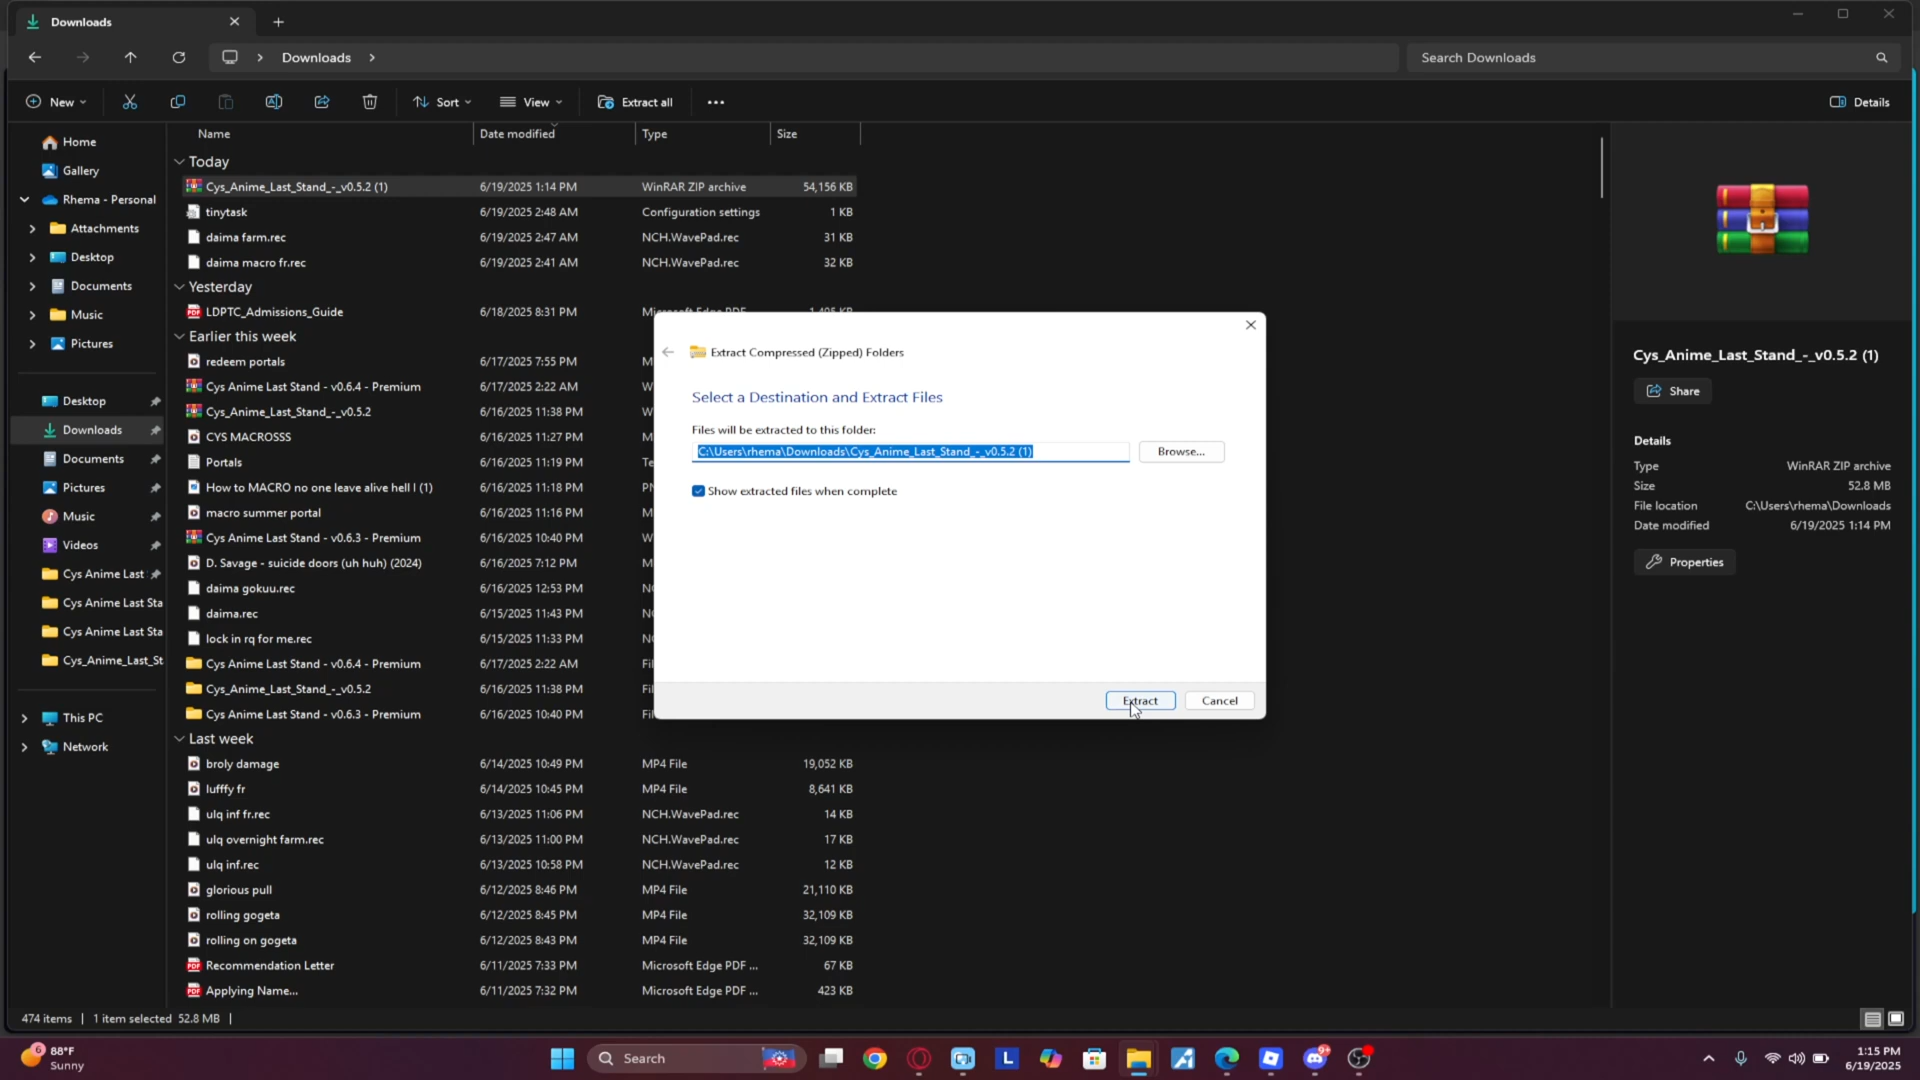 Downloads
Downloads
Search Downloads
New
Sort
View
Extract all
Details
Name
Date modified
Type
Size
Home
Gallery
Rhema - Personal
Attachments
Desktop
Documents
Music
Pictures
Desktop
Downloads
Documents
Pictures
Music
Videos
Cys Anime Last
Cys Anime Last Sta
Cys Anime Last Sta
Cys_Anime_Last_St
This PC
Network
Today
Cys_Anime_Last_Stand_-_v0.5.2 (1) 6/19/2025 1:14 PM WinRAR ZIP archive 54,156 KB
tinytask 6/19/2025 2:48 AM Configuration settings 1 KB
daima farm.rec 6/19/2025 2:47 AM NCH.WavePad.rec 31 KB
daima macro fr.rec 6/19/2025 2:41 AM NCH.WavePad.rec 32 KB
Yesterday
LDPTC_Admissions_Guide 6/18/2025 8:31 PM
Earlier this week
redeem portals 6/17/2025 7:55 PM
Cys Anime Last Stand - v0.6.4 - Premium 6/17/2025 2:22 AM
Cys_Anime_Last_Stand_-_v0.5.2 6/16/2025 11:38 PM
CYS MACROSSS 6/16/2025 11:27 PM
Portals 6/16/2025 11:19 PM
How to MACRO no one leave alive hell I (1) 6/16/2025 11:18 PM
macro summer portal 6/16/2025 11:16 PM
Cys Anime Last Stand - v0.6.3 - Premium 6/16/2025 10:40 PM
D. Savage - suicide doors (uh huh) (2024) 6/16/2025 7:12 PM
daima gokuu.rec 6/16/2025 12:53 PM
daima.rec 6/15/2025 11:43 PM
lock in rq for me.rec 6/15/2025 11:33 PM
Cys Anime Last Stand - v0.6.4 - Premium 6/17/2025 2:22 AM
Cys_Anime_Last_Stand_-_v0.5.2 6/16/2025 11:38 PM
Cys Anime Last Stand - v0.6.3 - Premium 6/16/2025 10:40 PM
Last week
broly damage 6/14/2025 10:49 PM MP4 File 19,052 KB
lufffy fr 6/14/2025 10:45 PM MP4 File 8,641 KB
ulq inf fr.rec 6/13/2025 11:06 PM NCH.WavePad.rec 14 KB
ulq overnight farm.rec 6/13/2025 11:00 PM NCH.WavePad.rec 17 KB
ulq inf.rec 6/13/2025 10:58 PM NCH.WavePad.rec 12 KB
glorious pull 6/12/2025 8:46 PM MP4 File 21,110 KB
rolling gogeta 6/12/2025 8:45 PM MP4 File 32,109 KB
rolling on gogeta 6/12/2025 8:43 PM MP4 File 32,109 KB
Recommendation Letter 6/11/2025 7:33 PM Microsoft Edge PDF ... 67 KB
Applying Name... 6/11/2025 7:32 PM Microsoft Edge PDF ... 423 KB
Extract Compressed (Zipped) Folders
Select a Destination and Extract Files
Files will be extracted to this folder:
C:\Users\rhema\Downloads\Cys_Anime_Last_Stand_-_v0.5.2 (1)
Browse...
Show extracted files when complete
Extract
Cancel
Cys_Anime_Last_Stand_-_v0.5.2 (1)
Share
Details
Type WinRAR ZIP archive
Size 52.8 MB
File location C:\Users\rhema\Downloads
Date modified 6/19/2025 1:14 PM
Properties
474 items
1 item selected 52.8 MB
6
88°F
Sunny
Search
L
9+
1:15 PM
6/19/2025